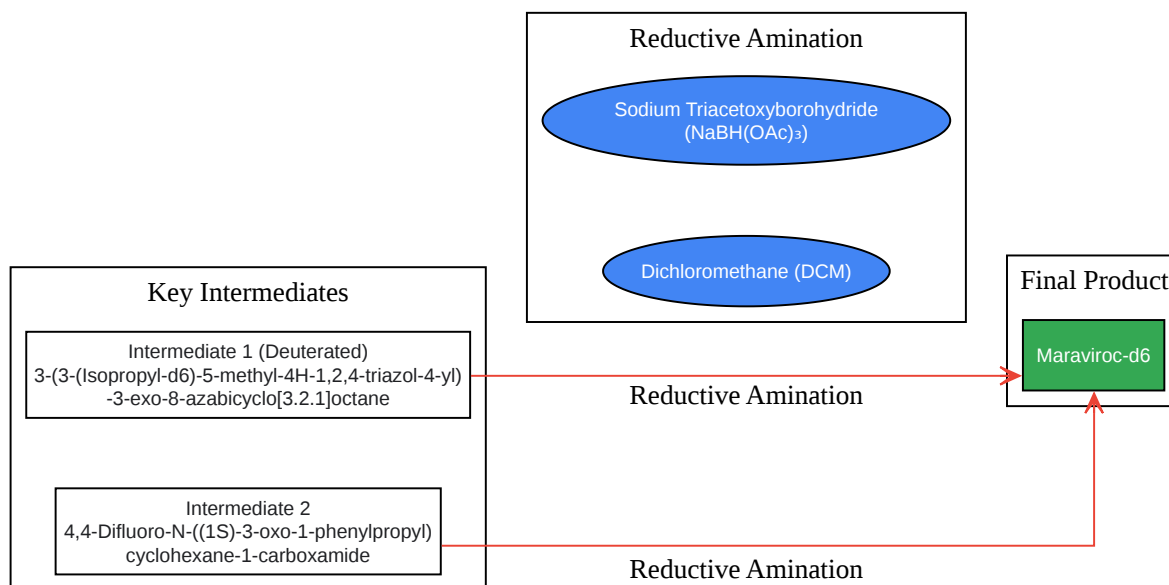 Reductive Amination
Sodium Triacetoxyborohydride
(NaBH(OAc)₃)
Dichloromethane (DCM)
Key Intermediates
Intermediate 1 (Deuterated)
3-(3-(Isopropyl-d6)-5-methyl-4H-1,2,4-triazol-4-yl)
-3-exo-8-azabicyclo[3.2.1]octane
Intermediate 2
4,4-Difluoro-N-((1S)-3-oxo-1-phenylpropyl)
cyclohexane-1-carboxamide
Reductive Amination
Reductive Amination
Final Product
Maraviroc-d6